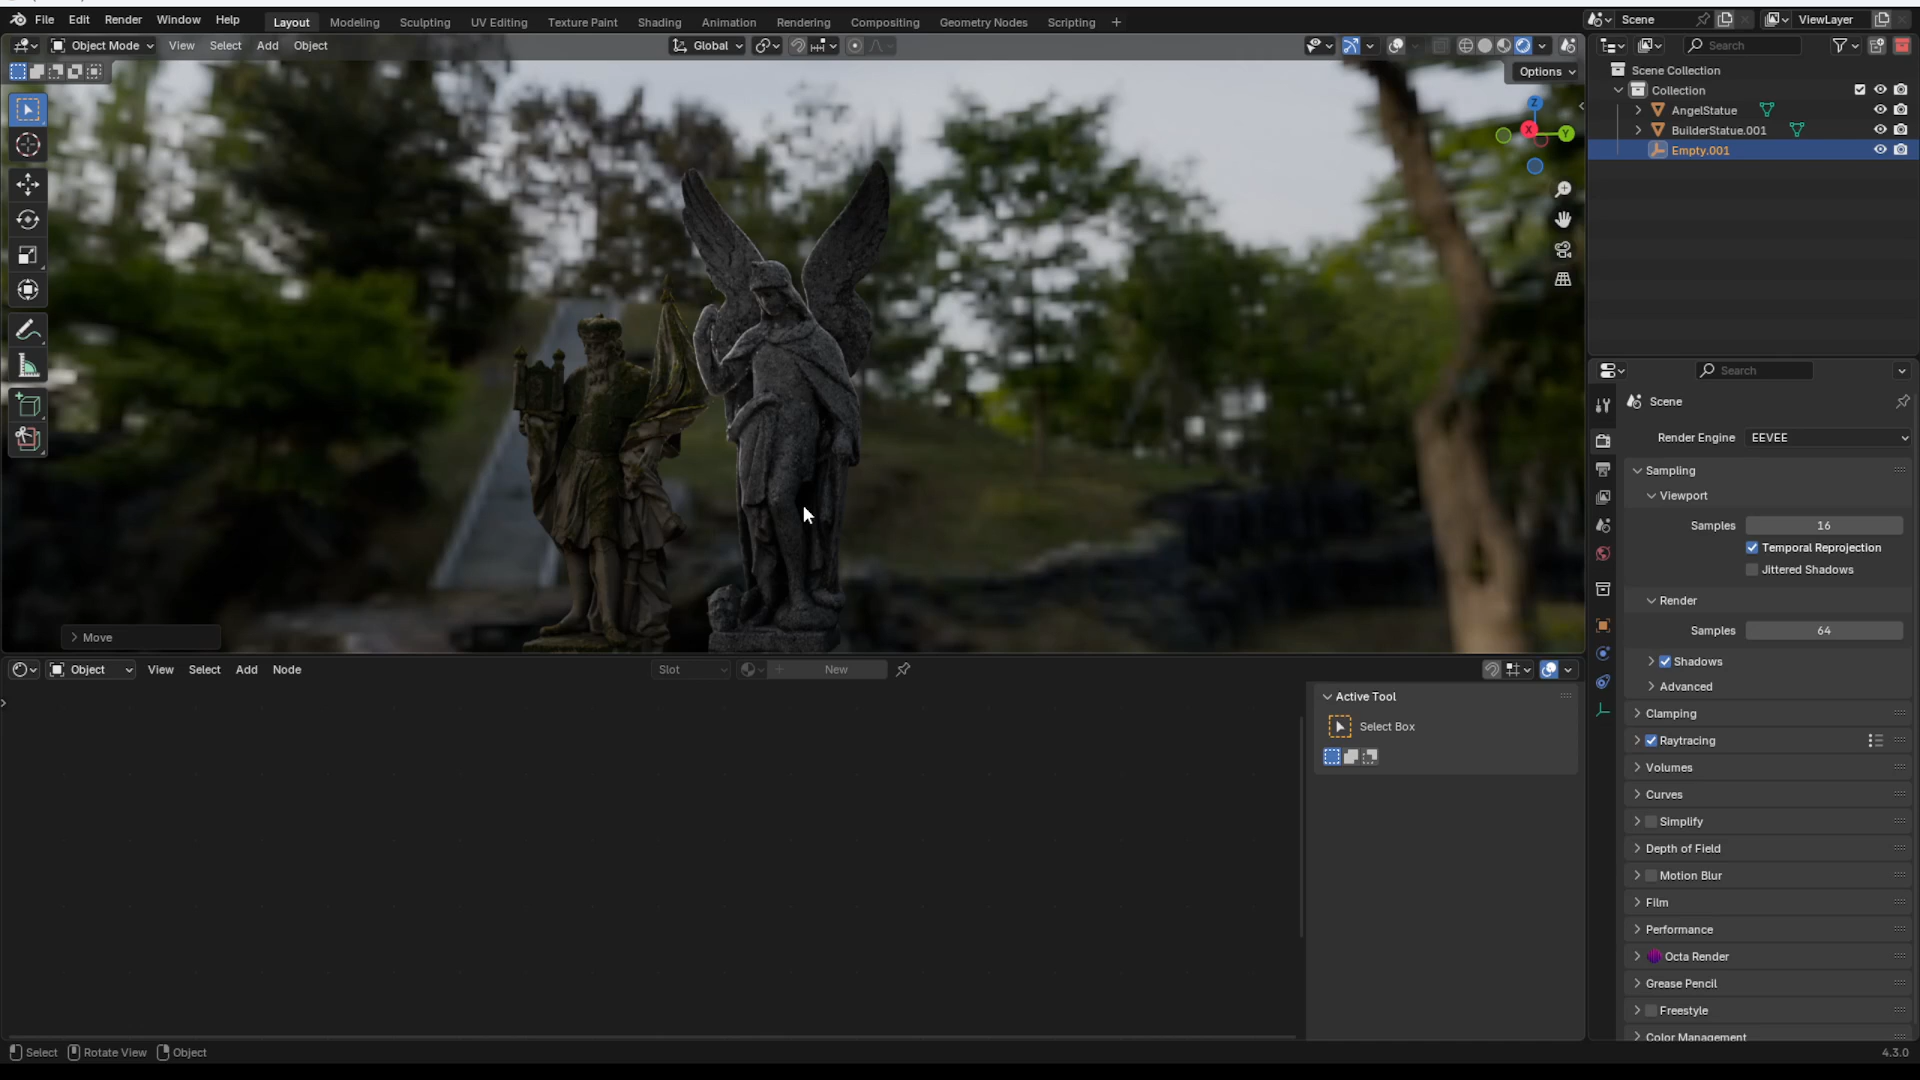 File Edit Render Window Help Layout Modeling Sculpting UV Editing Texture Paint Shading Animation Rendering Compositing Geometry Nodes Scripting + Scene ViewLayer
Object Mode View Select Add Object Global Search
Options
Scene Collection
Collection
AngelStatue
BuilderStatue.001
Empty.001
Z
X
Y
Search
Scene
Render Engine EEVEE
Sampling
Viewport
Samples 16
Temporal Reprojection
Jittered Shadows
Render
Samples 64
Move
Shadows
Object View Select Add Node Slot New
Advanced
Active Tool
Clamping
Select Box
Raytracing
Volumes
Curves
Simplify
Depth of Field
Motion Blur
Film
Performance
Octa Render
Grease Pencil
Freestyle
Color Management
Select Rotate View Object 4.3.0